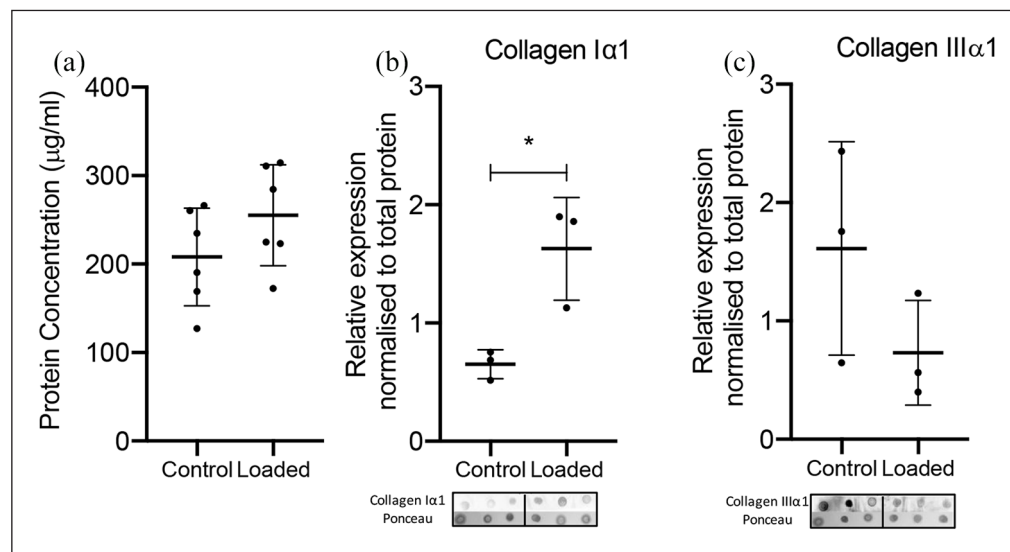 (a)
Protein Concentration (μg/ml)
400
300
200
100
0
Control Loaded
(b)
Collagen Iα1
Relative expression
normalised to total protein
3
2
1
0
*
Control Loaded
Collagen Iα1
Ponceau
(c)
Collagen IIIα1
Relative expression
normalised to total protein
3
2
1
0
Control Loaded
Collagen IIIα1
Ponceau